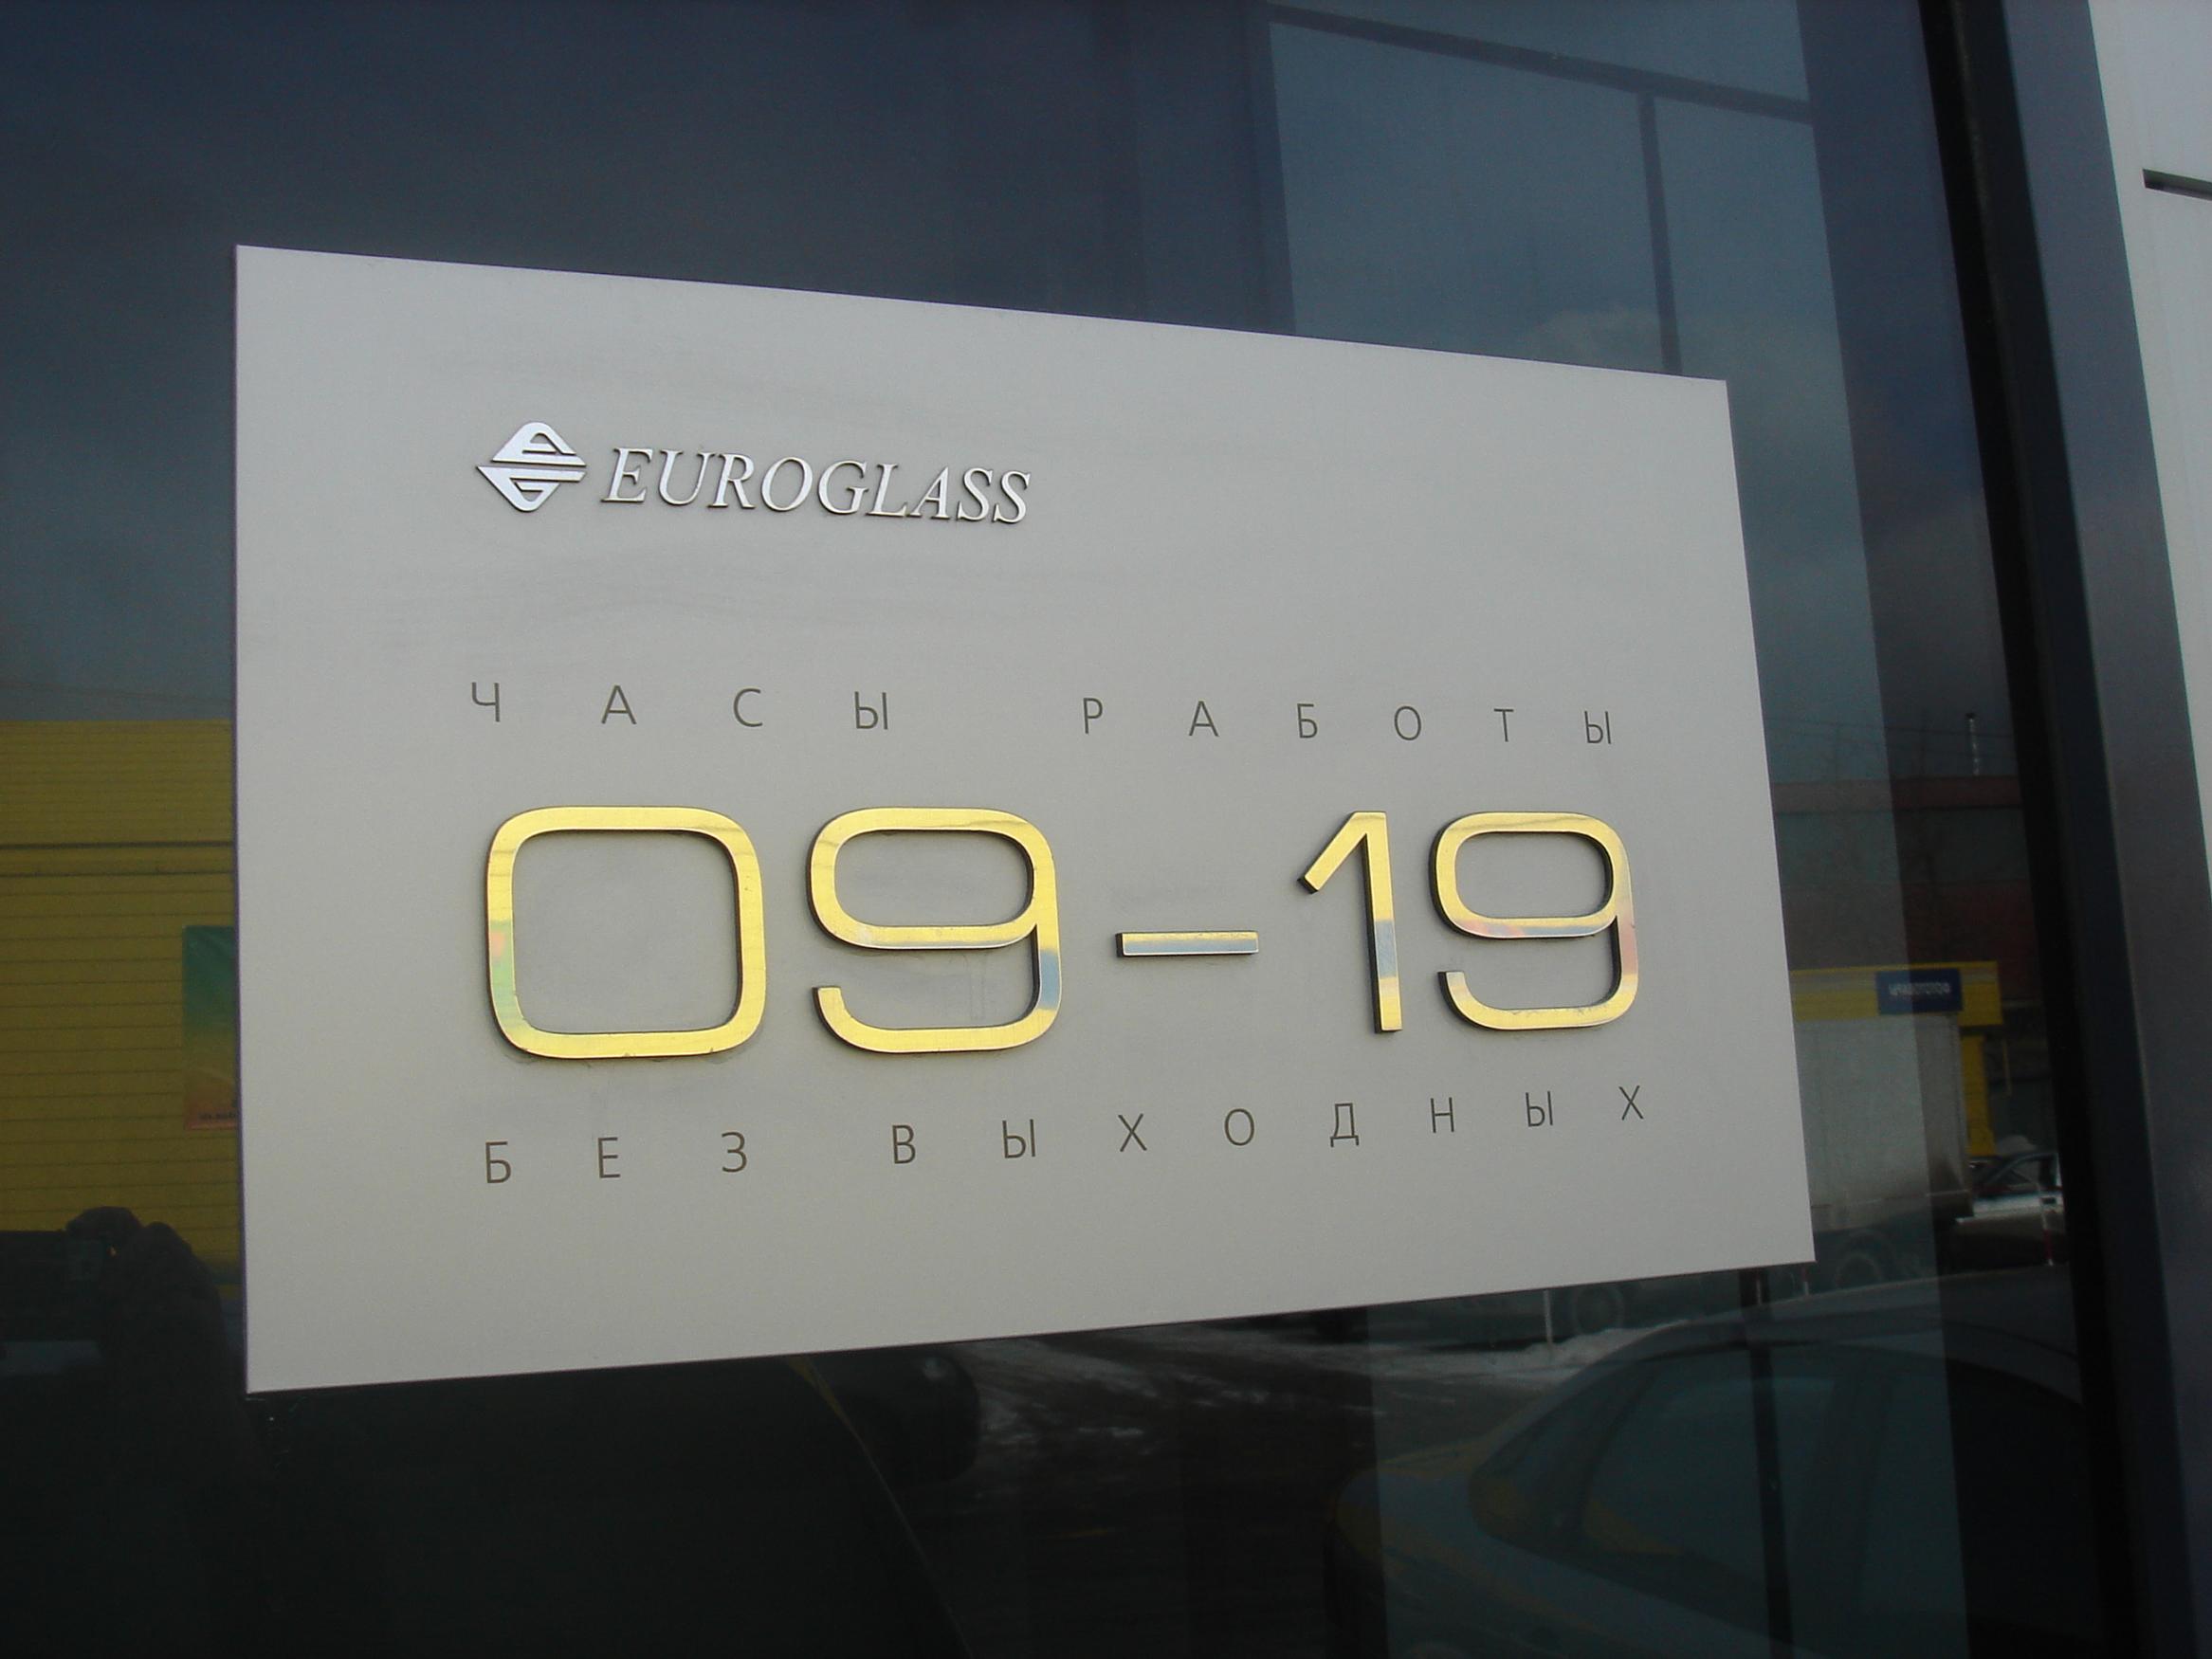 EUROGLASS
ЧАСЫ РАБОТЫ
09–19
БЕЗ ВЫХОДНЫХ